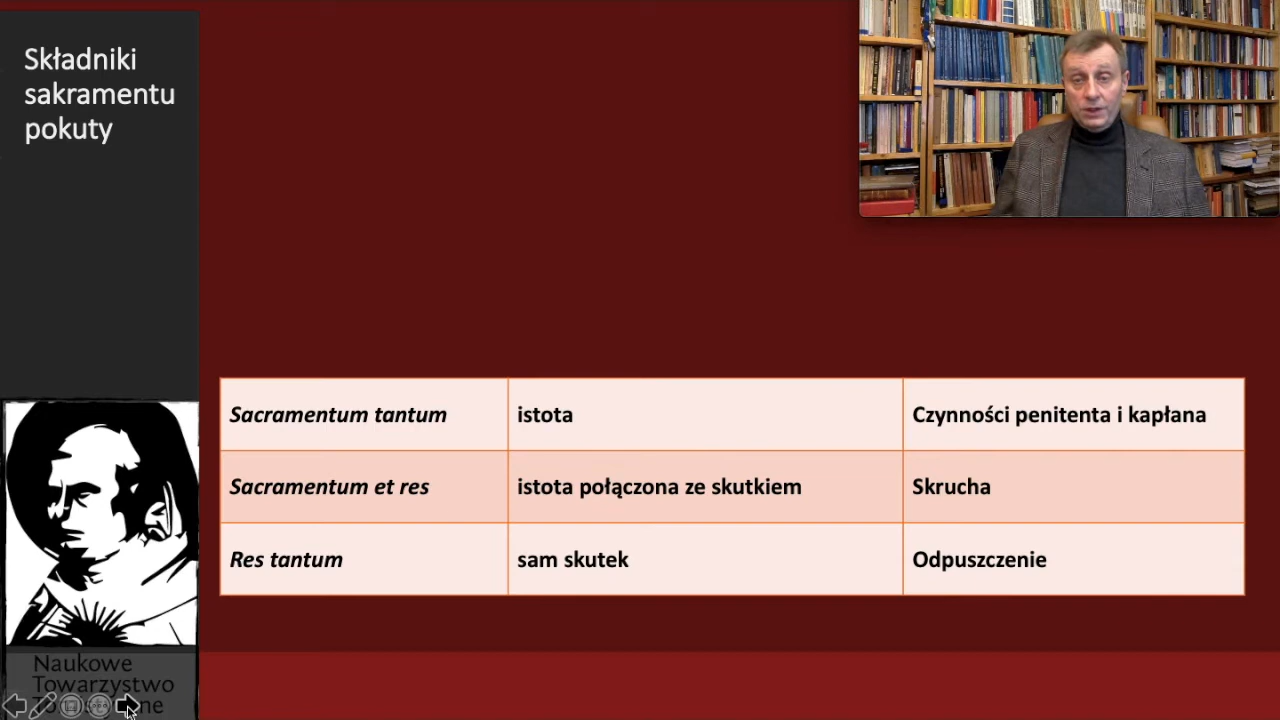 Składniki
sakramentu
pokuty
Sacramentum tantum
istota
Czynności penitenta i kapłana
Sacramentum et res
istota połączona ze skutkiem
Skrucha
Res tantum
sam skutek
Odpuszczenie
Naukowe
Towarzystwo